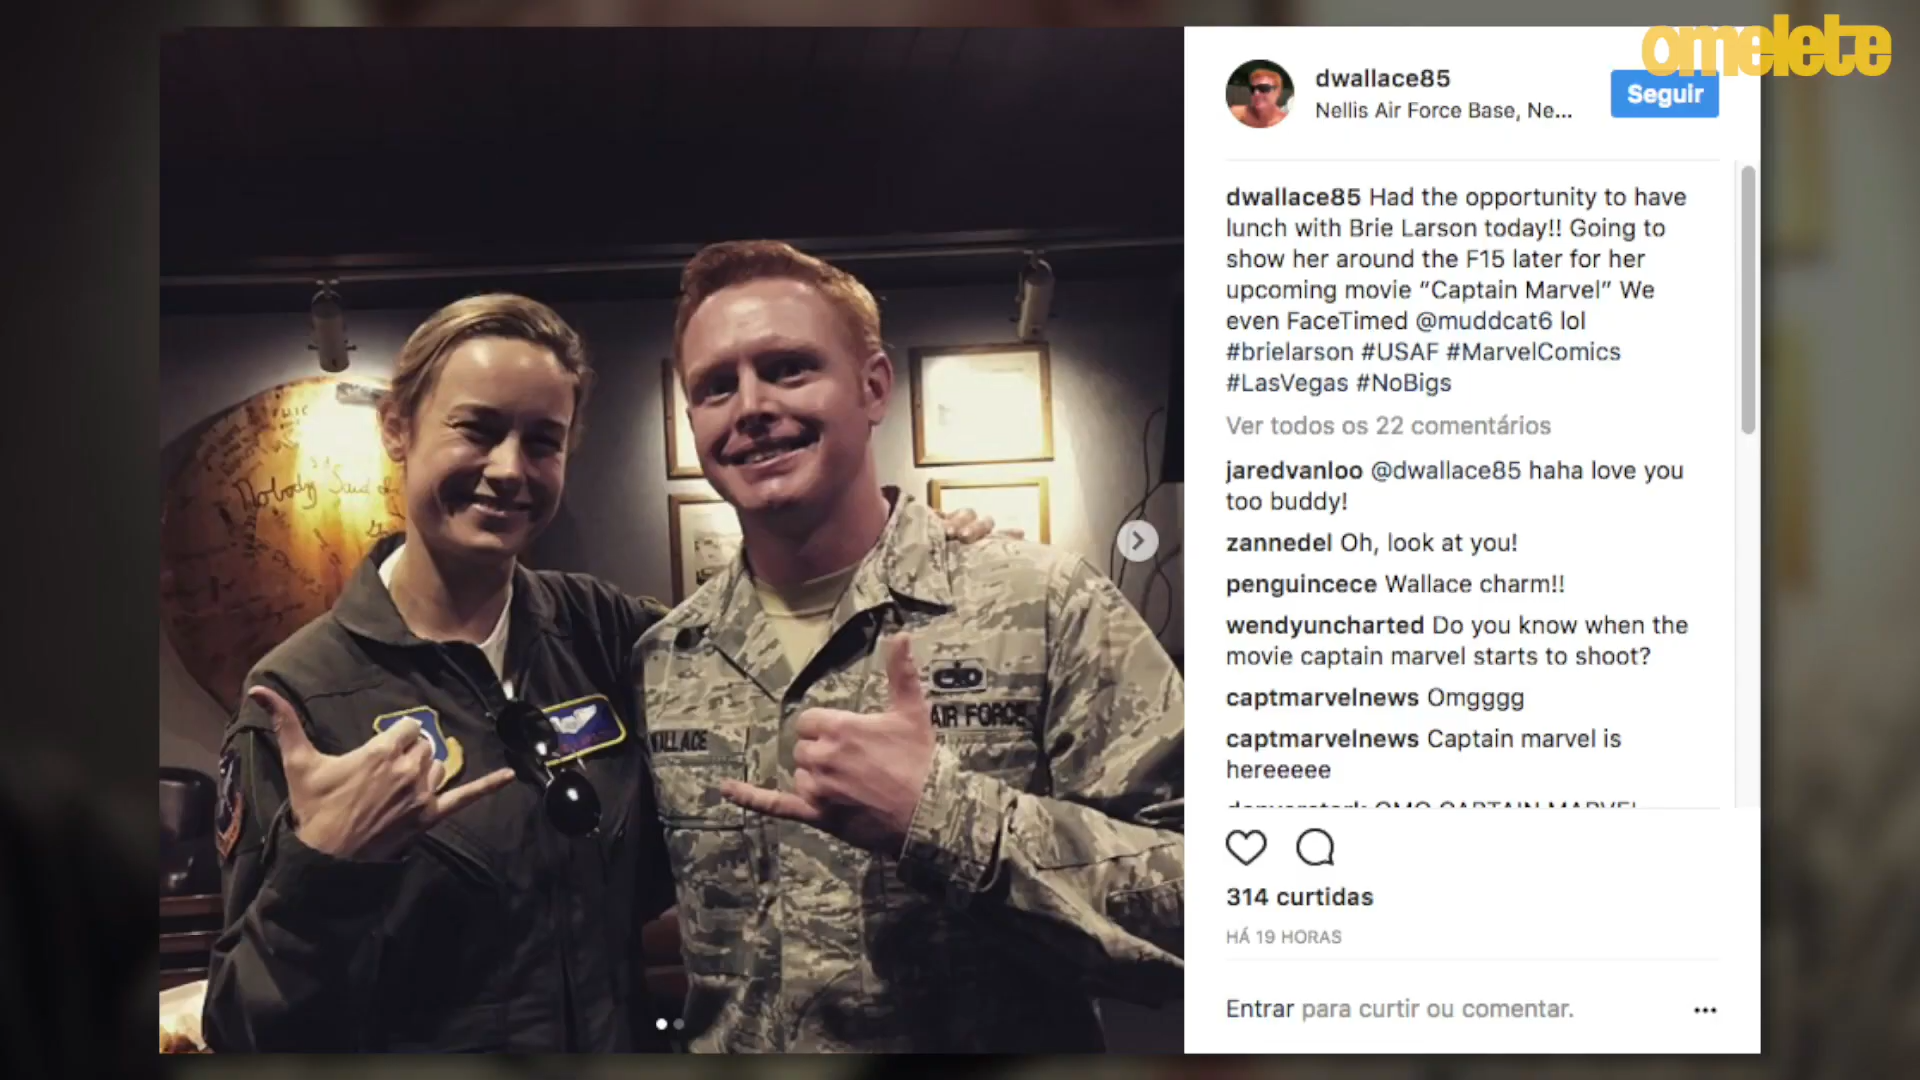 omelete
dwallace85
Nellis Air Force Base, Ne...
Seguir
dwallace85 Had the opportunity to have
lunch with Brie Larson today!! Going to
show her around the F15 later for her
upcoming movie “Captain Marvel” We
even FaceTimed @muddcat6 lol
#brielarson #USAF #MarvelComics
#LasVegas #NoBigs
Ver todos os 22 comentários
jaredvanloo @dwallace85 haha love you
too buddy!
zannedel Oh, look at you!
penguincece Wallace charm!!
wendyuncharted Do you know when the
movie captain marvel starts to shoot?
captmarvelnews Omgggg
captmarvelnews Captain marvel is
hereeeee
OMG CAPTAIN MARVEL
314 curtidas
HÁ 19 HORAS
Entrar para curtir ou comentar.
Nobody Said
WALLACE
AIR FORCE